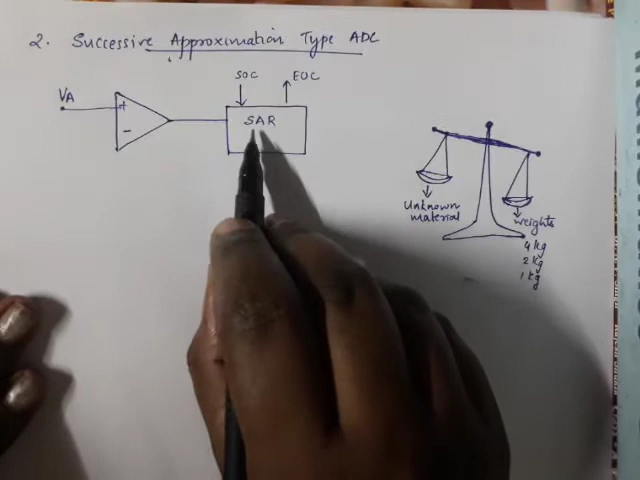 2. Successive Approximation Type ADC
SOC
EOC
VA
+
SAR
-
Unknown
material
weights
4 kg
2 kg
1 kg